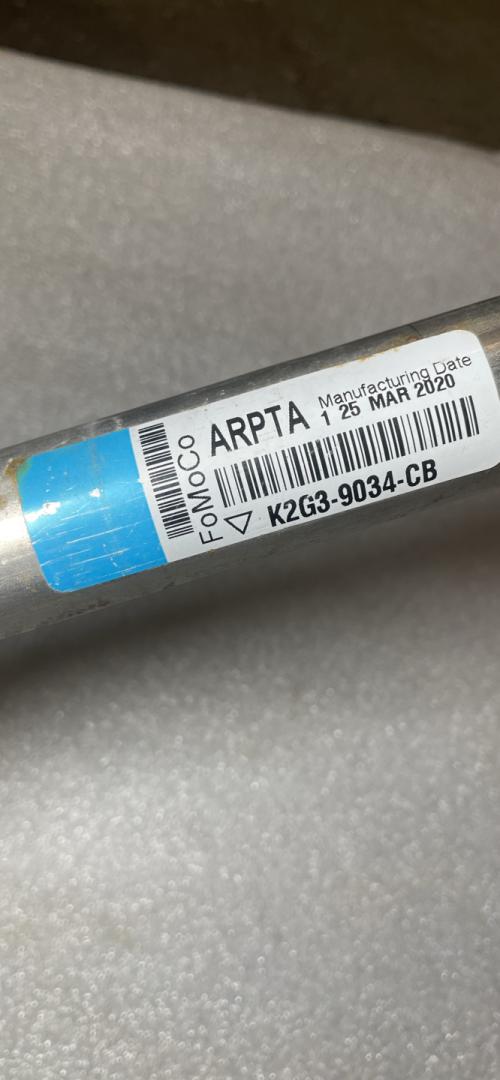 FoMoCo
ARPTA
Manufacturing Date
1 25 MAR 2020
K2G3-9034-CB